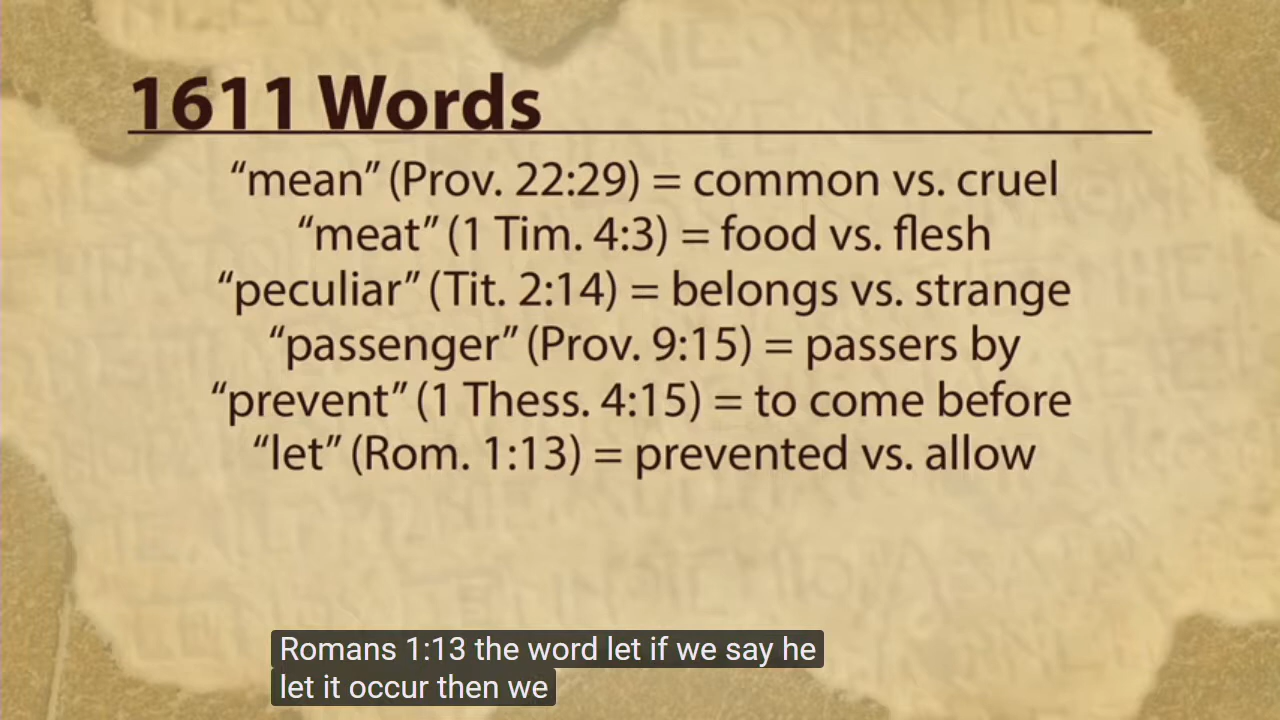 1611 Words
“mean” (Prov. 22:29) = common vs. cruel
“meat” (1 Tim. 4:3) = food vs. flesh
“peculiar” (Tit. 2:14) = belongs vs. strange
“passenger” (Prov. 9:15) = passers by
“prevent” (1 Thess. 4:15) = to come before
“let” (Rom. 1:13) = prevented vs. allow
Romans 1:13 the word let if we say he
let it occur then we